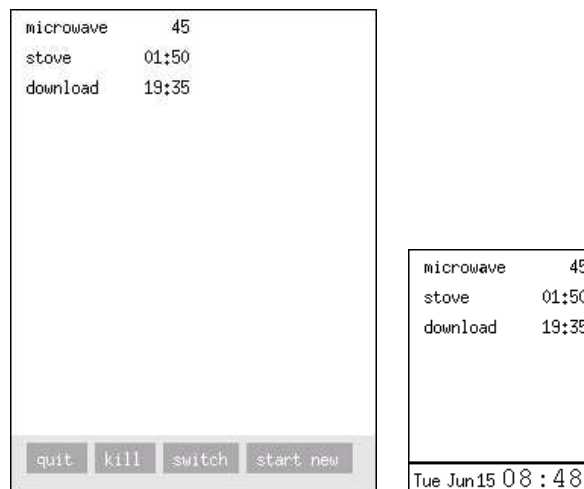 microwave 45
stove 01:50
download 19:35
quit kill switch start new
microwave 45
stove 01:50
download 19:35
Tue Jun 15 08:48